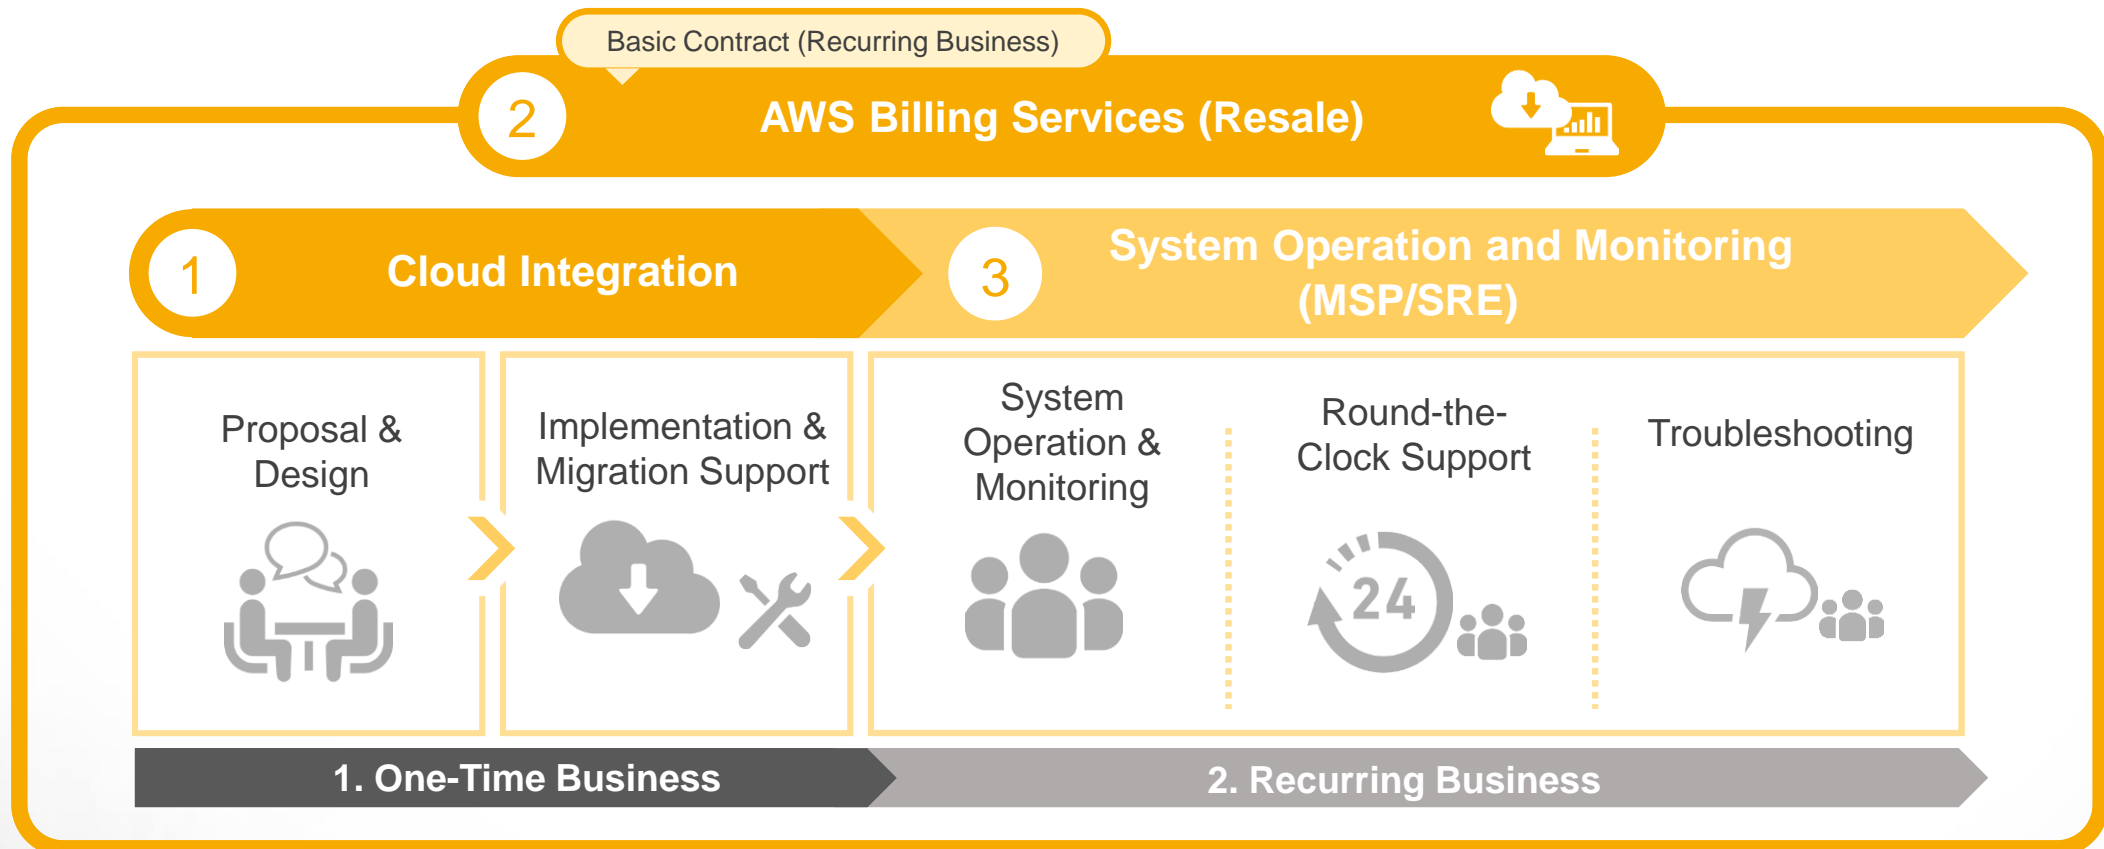 Basic Contract (Recurring Business)
2
AWS Billing Services (Resale)
1
Cloud Integration
3
System Operation and Monitoring
(MSP/SRE)
Proposal &
Design
Implementation &
Migration Support
System
Operation &
Monitoring
Round-the-
Clock Support
24
Troubleshooting
1. One-Time Business
2. Recurring Business